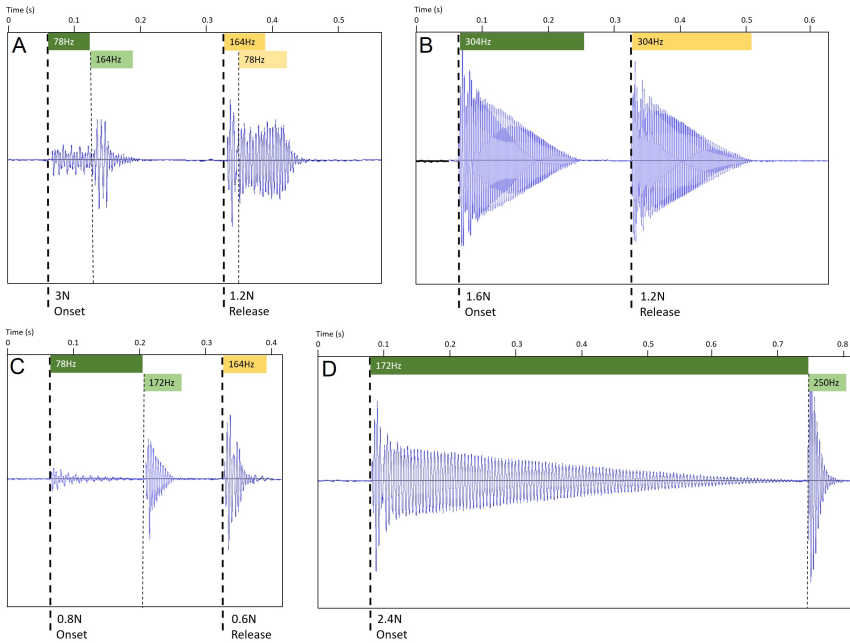 Time (s)
0 0.1 0.2 0.3 0.4 0.5
A
78Hz
164Hz
164Hz
78Hz
3N
Onset
1.2N
Release
Time (s)
0 0.1 0.2 0.3 0.4 0.5 0.6
B
304Hz
304Hz
1.6N
Onset
1.2N
Release
Time (s)
0 0.1 0.2 0.3 0.4
C
78Hz
172Hz
164Hz
0.8N
Onset
0.6N
Release
Time (s)
0 0.1 0.2 0.3 0.4 0.5 0.6 0.7 0.8
D
172Hz
250Hz
2.4N
Onset